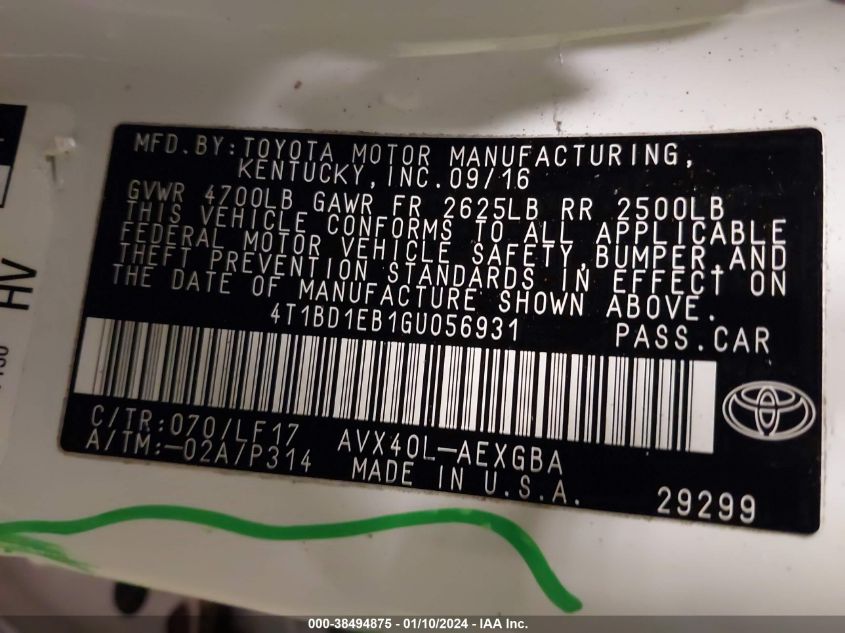 MFD.BY:TOYOTA MOTOR MANUFACTURING,
KENTUCKY,INC.09/16
GVWR 4700LB GAWR FR 2625LB RR 2500LB
THIS VEHICLE CONFORMS TO ALL APPLICABLE
FEDERAL MOTOR VEHICLE SAFETY,BUMPER,AND
THEFT PREVENTION STANDARDS IN EFFECT ON
THE DATE OF MANUFACTURE SHOWN ABOVE.
4T1BD1EB1GU056931 PASS.CAR
C/TR:070/LF17 AVX40L-AEXGBA
A/TM:-02A/P314 MADE IN U.S.A.
29299
HV
000-38494875 - 01/10/2024 - IAA Inc.